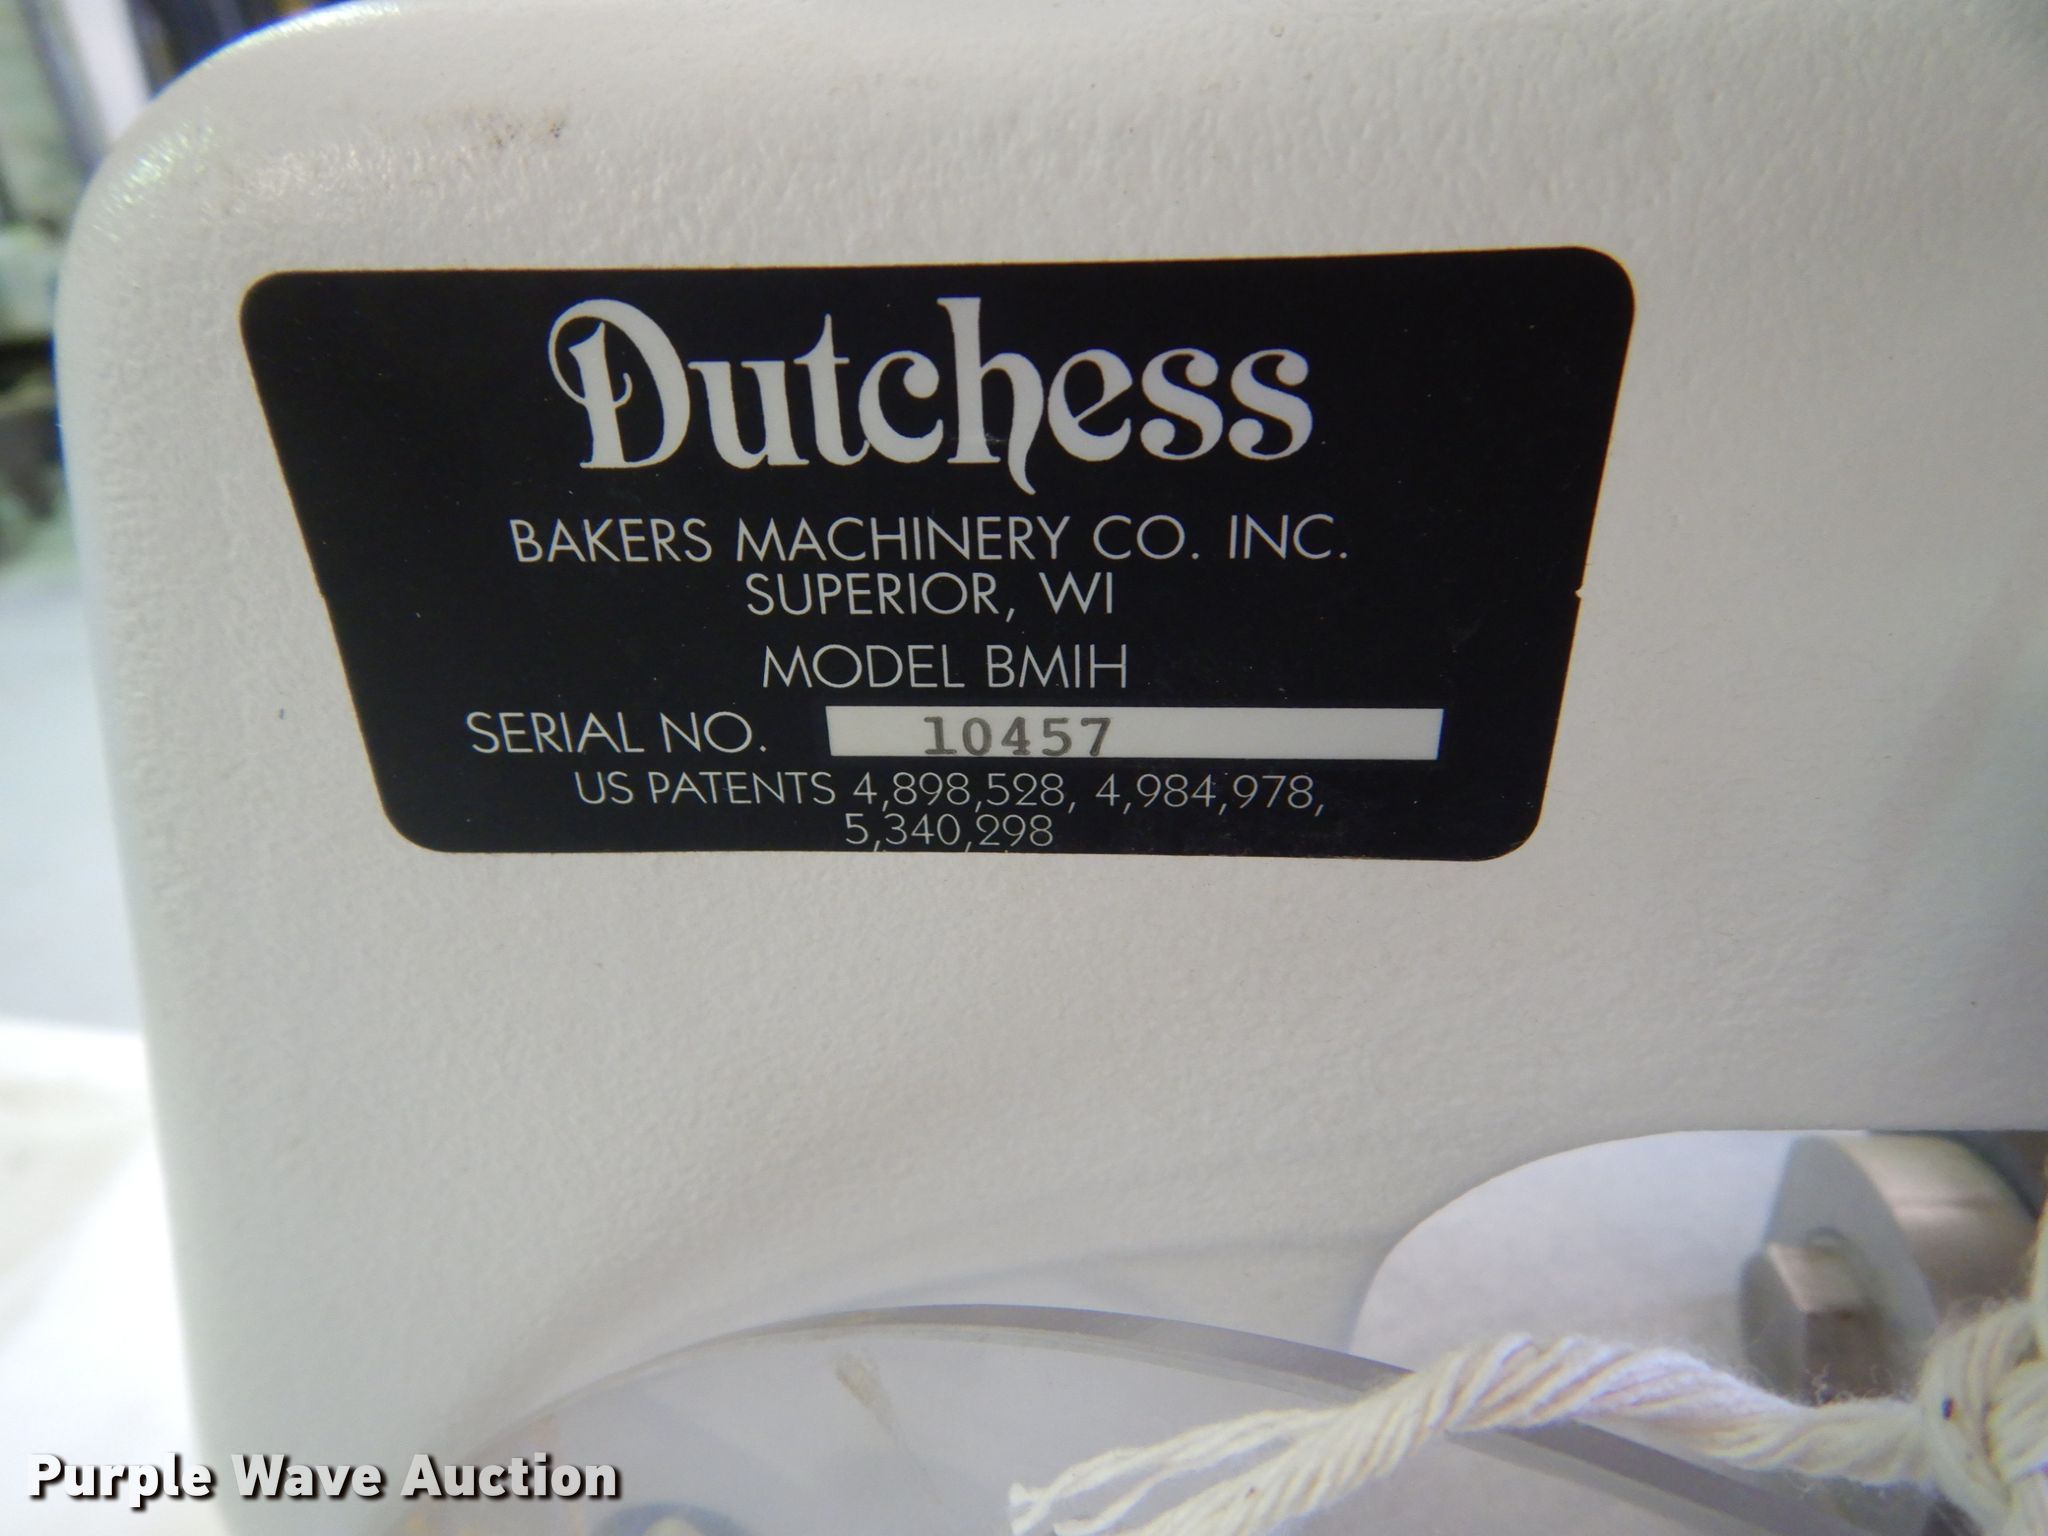 Dutchess
BAKERS MACHINERY CO. INC.
SUPERIOR, WI
MODEL BMIH
SERIAL NO. 10457
US PATENTS 4,898,528, 4,984,978,
5,340,298
Purple Wave Auction